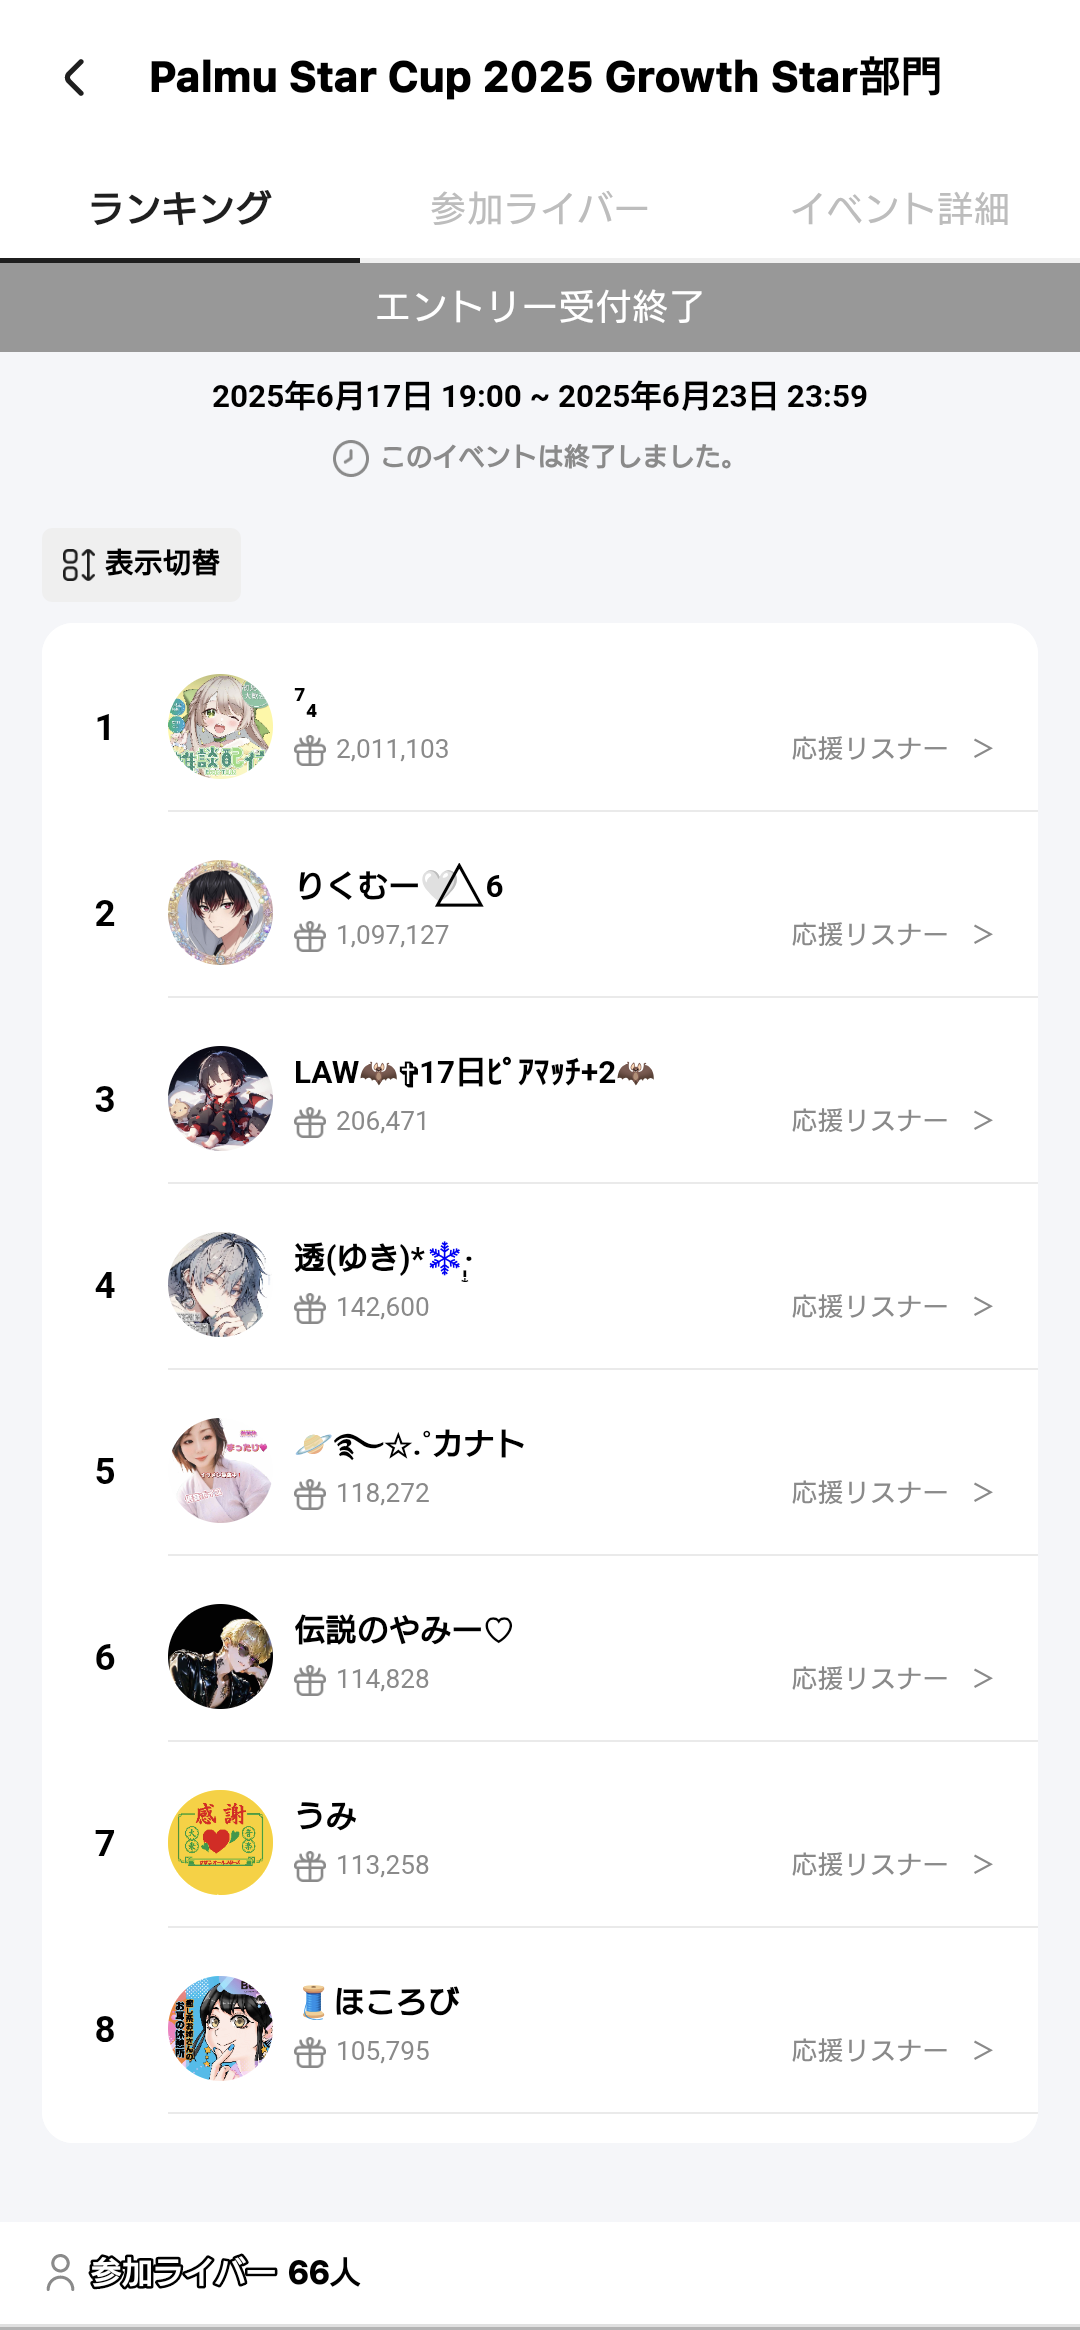 Palmu Star Cup 2025 Growth Star部門
ランキング
参加ライバー
イベント詳細
エントリー受付終了
2025年6月17日 19:00 ~ 2025年6月23日 23:59
このイベントは終了しました。
表示切替
1
⁷₄
2,011,103
応援リスナー >
2
りくむー🤍△6
1,097,127
応援リスナー >
3
LAW🦇✞17日ﾋﾟｱﾏｯﾁ+2🦇
206,471
応援リスナー >
4
透(ゆき)*❄·
142,600
応援リスナー >
5
🪐࿐☆.˚カナト
118,272
応援リスナー >
6
伝説のやみー♡
114,828
応援リスナー >
7
感謝
うみ
113,258
応援リスナー >
8
🧵ほころび
105,795
応援リスナー >
参加ライバー 66人